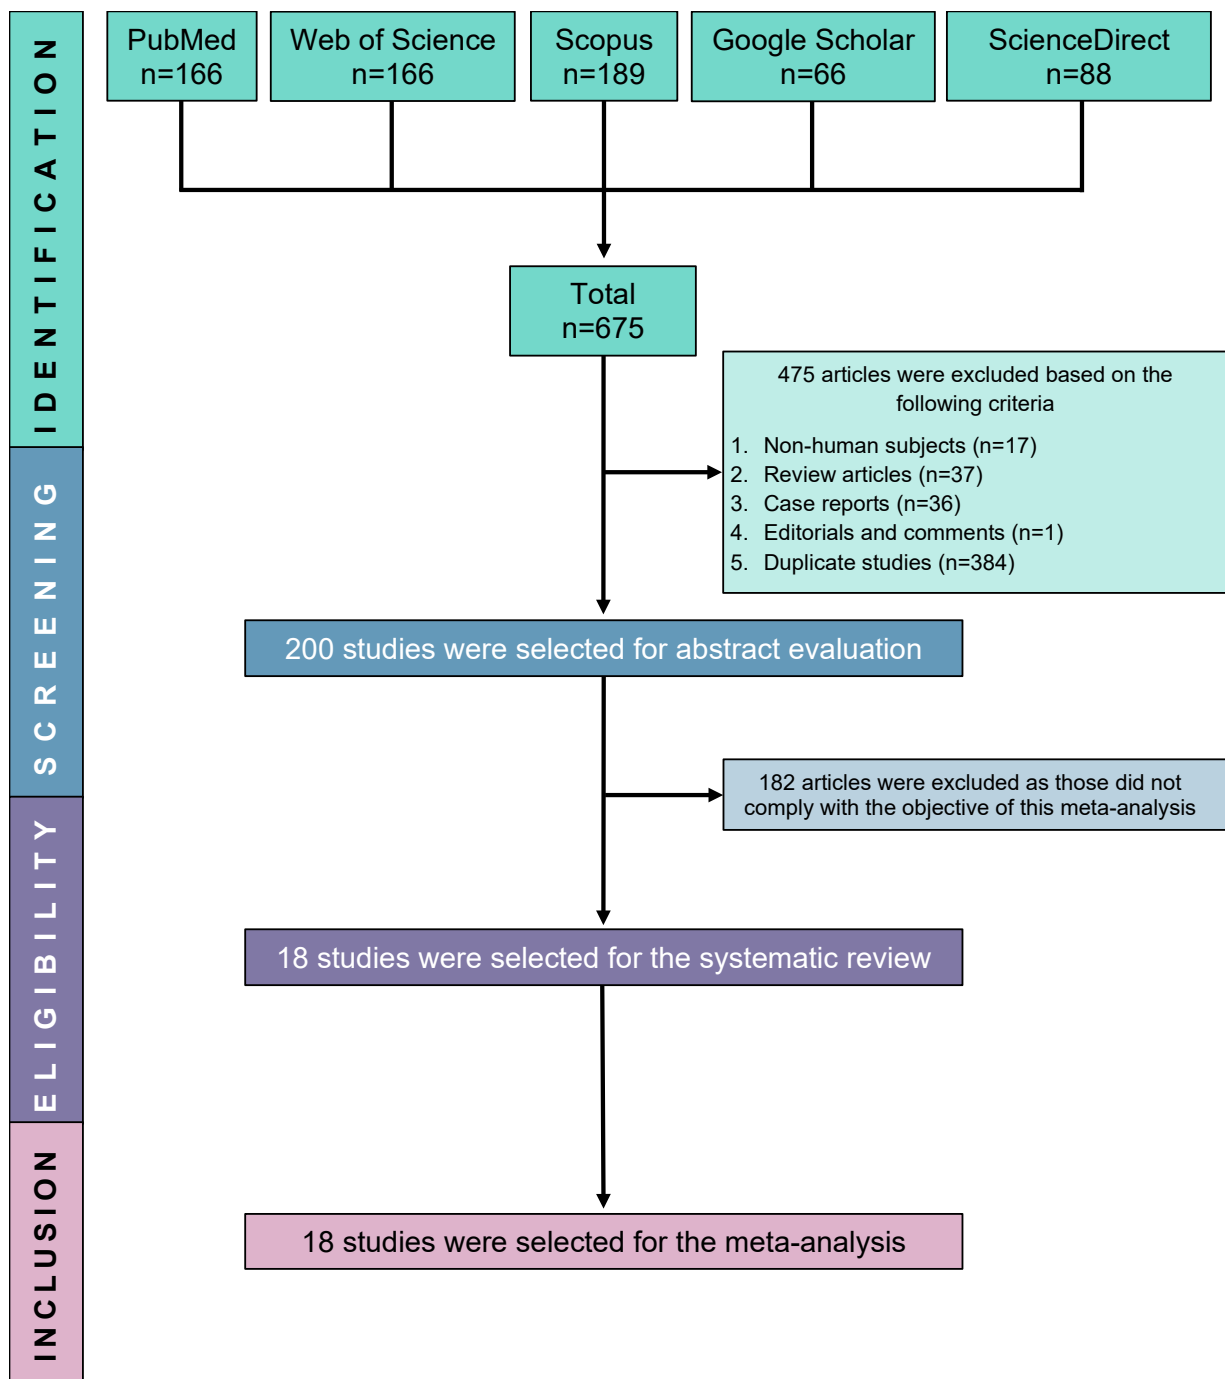 PubMed
n=166
Web of Science
n=166
Scopus
n=189
Google Scholar
n=66
ScienceDirect
n=88
IDENTIFICATION
Total
n=675
475 articles were excluded based on the
following criteria
1. Non-human subjects (n=17)
2. Review articles (n=37)
3. Case reports (n=36)
4. Editorials and comments (n=1)
5. Duplicate studies (n=384)
SCREENING
200 studies were selected for abstract evaluation
182 articles were excluded as those did not
comply with the objective of this meta-analysis
ELIGIBILITY
18 studies were selected for the systematic review
INCLUSION
18 studies were selected for the meta-analysis